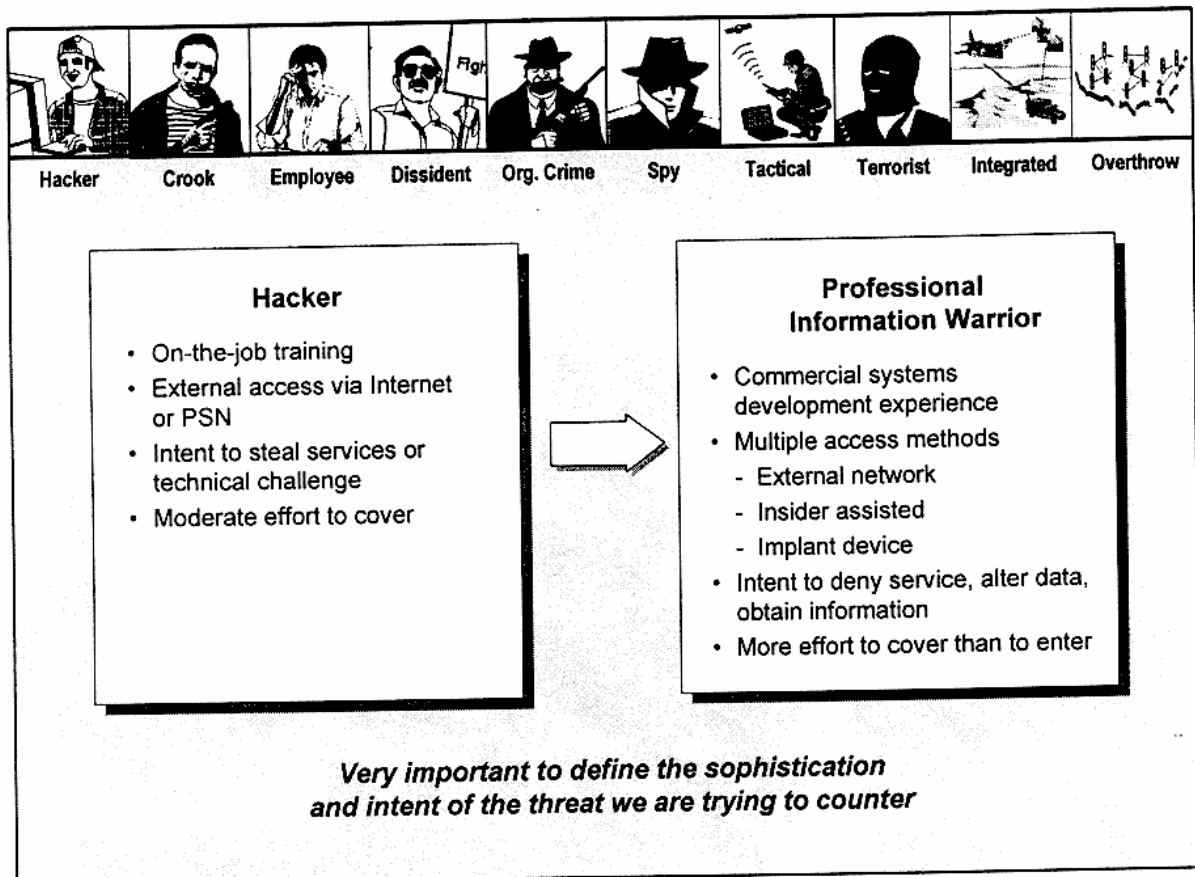 Figh
Hacker Crook Employee Dissident Org. Crime Spy Tactical Terrorist Integrated Overthrow
Hacker
• On-the-job training
• External access via Internet
or PSN
• Intent to steal services or
technical challenge
• Moderate effort to cover
Professional
Information Warrior
• Commercial systems
development experience
• Multiple access methods
- External network
- Insider assisted
- Implant device
• Intent to deny service, alter data,
obtain information
• More effort to cover than to enter
Very important to define the sophistication
and intent of the threat we are trying to counter